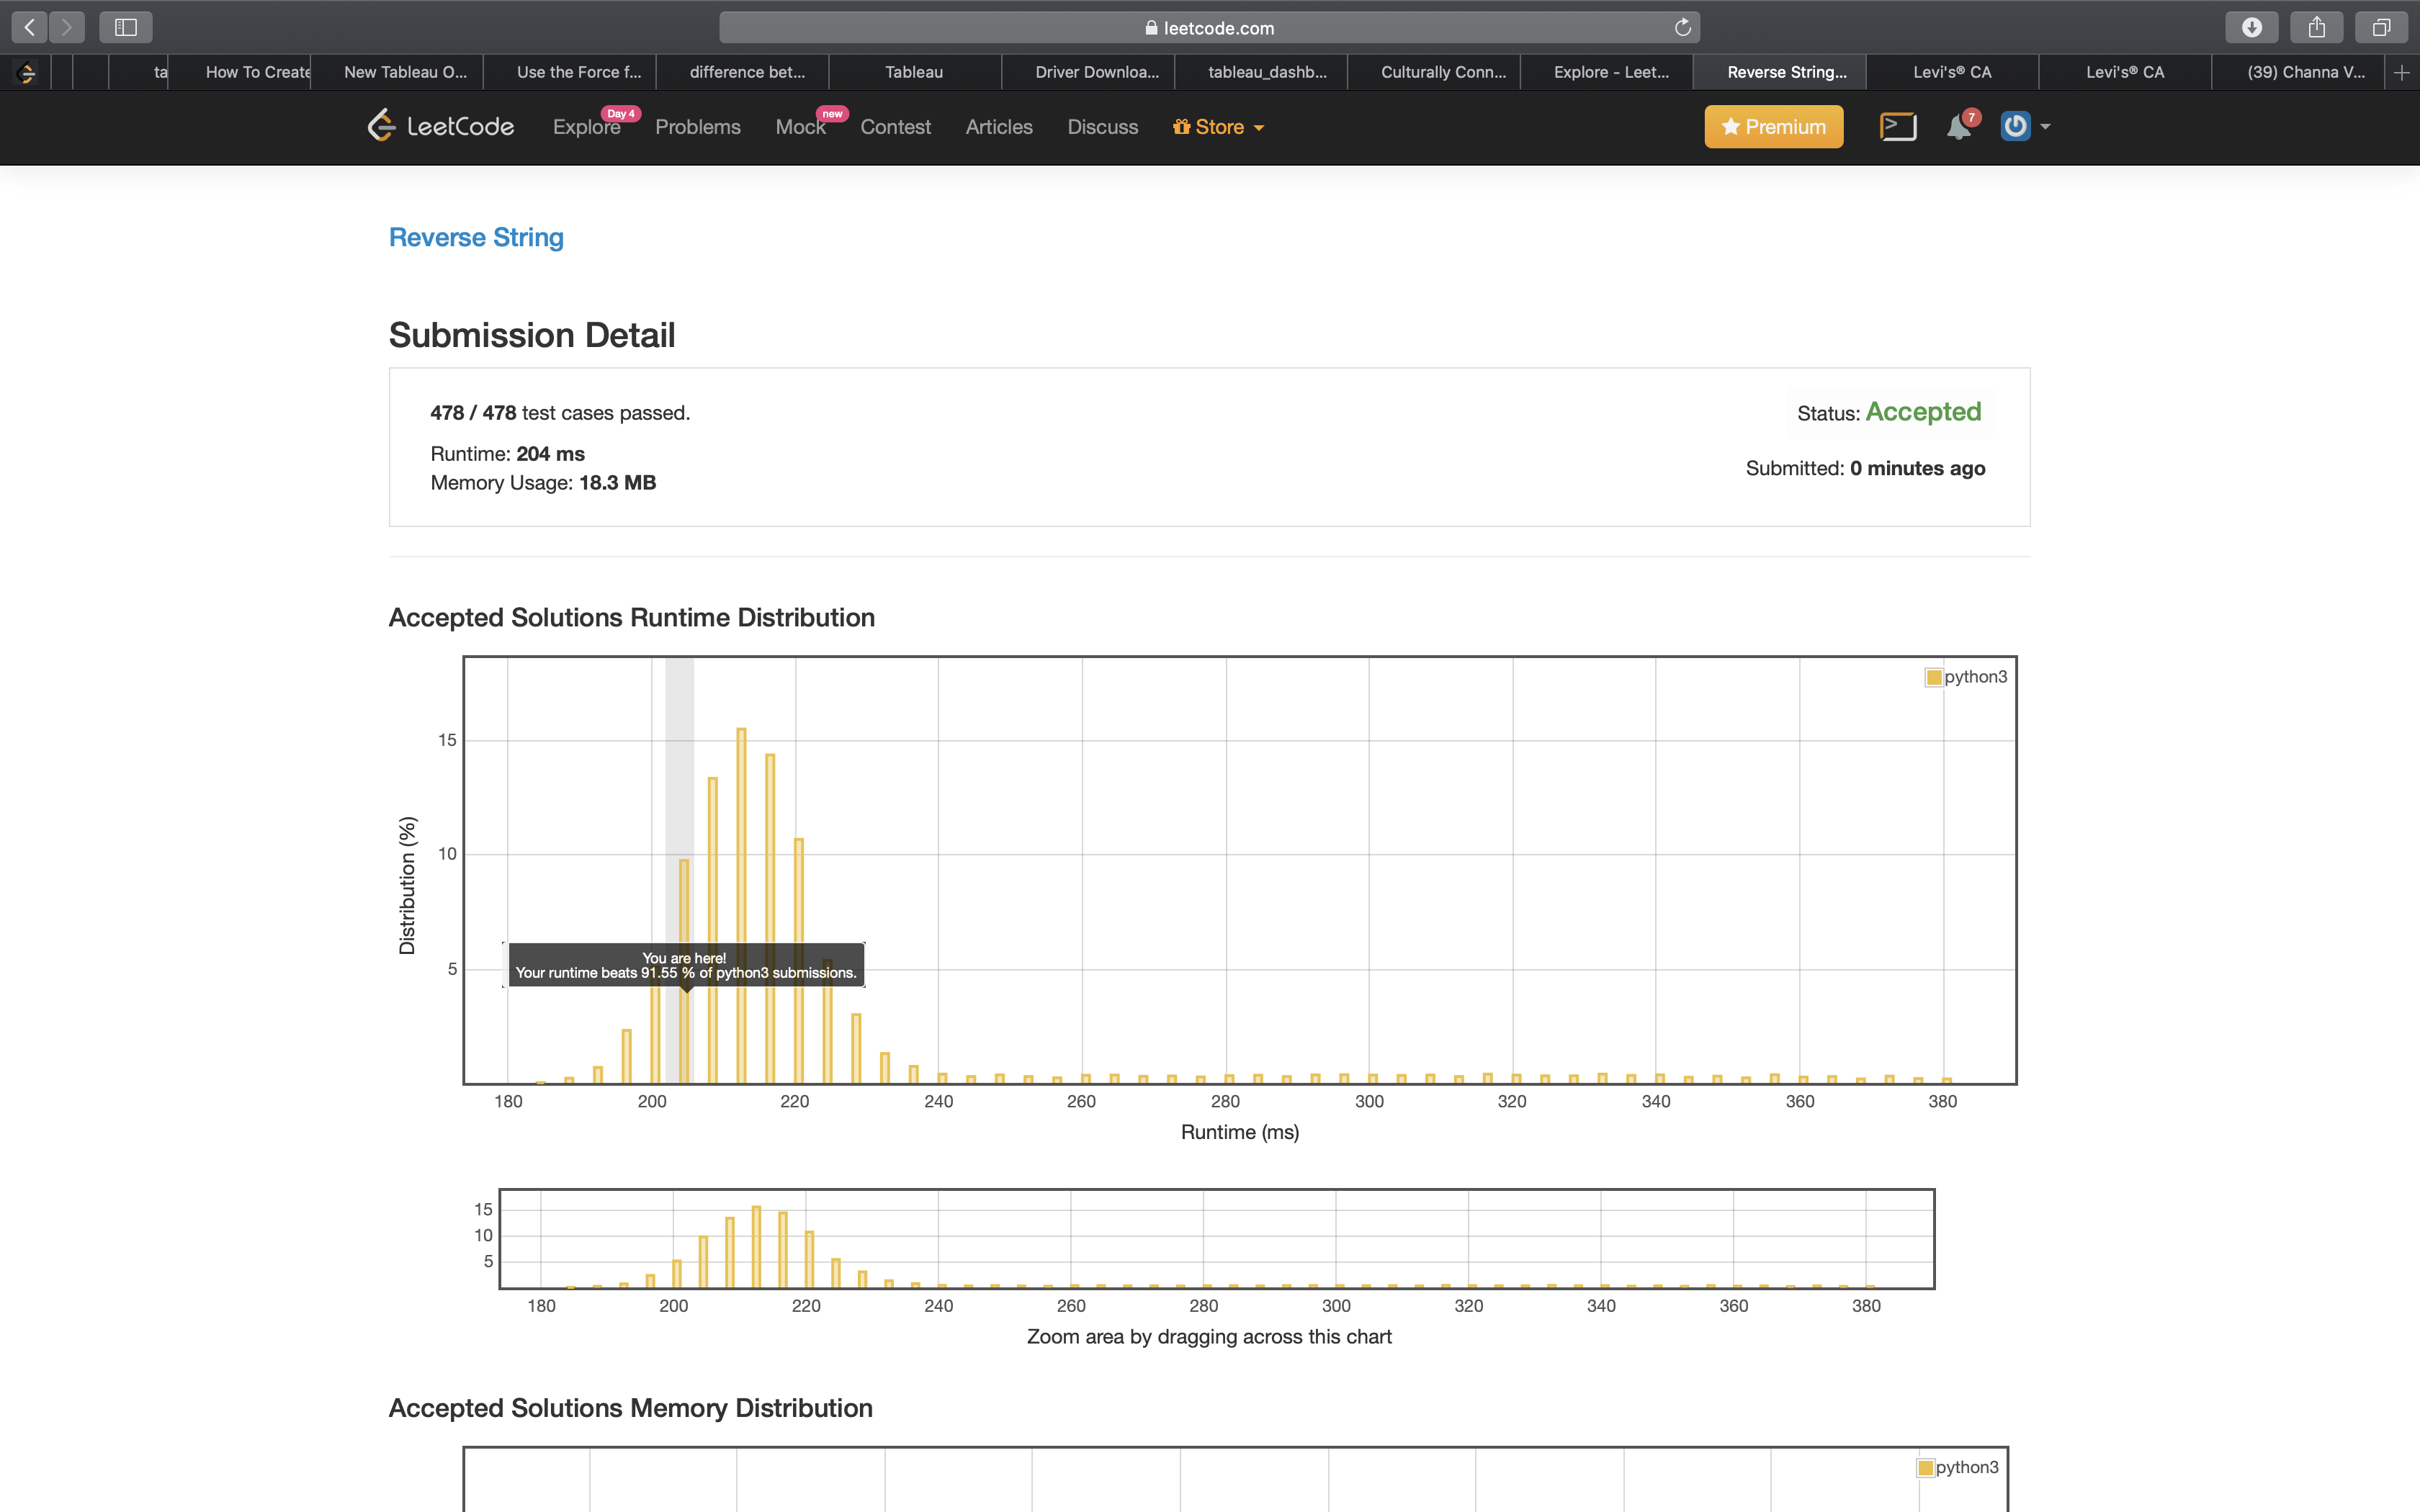 leetcode.com
ta
How To Create
New Tableau O...
Use the Force f...
difference bet...
Tableau
Driver Downloa...
tableau_dashb...
Culturally Conn...
Explore - Leet...
Reverse String...
Levi's® CA
Levi's® CA
(39) Channa V...
LeetCode
Explore
Day 4
Problems
Mock
new
Contest
Articles
Discuss
Store
Premium
7
Reverse String
Submission Detail
478 / 478 test cases passed.
Status: Accepted
Runtime: 204 ms
Submitted: 0 minutes ago
Memory Usage: 18.3 MB
Accepted Solutions Runtime Distribution
python3
15
10
5
Distribution (%)
You are here!
Your runtime beats 91.55 % of python3 submissions.
180 200 220 240 260 280 300 320 340 360 380
Runtime (ms)
15
10
5
180 200 220 240 260 280 300 320 340 360 380
Zoom area by dragging across this chart
Accepted Solutions Memory Distribution
python3